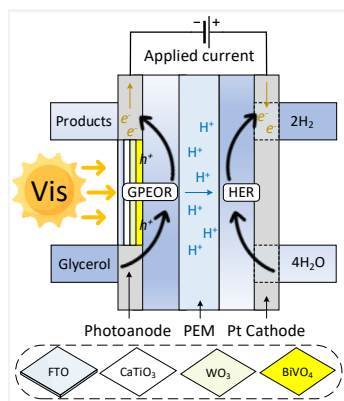 − +
Applied current
e⁻
e⁻ e⁻
e⁻
e⁻
Products
2H₂
H⁺
H⁺
h⁺
H⁺
H⁺
Vis
GPEOR
HER
H⁺
h⁺
H⁺
H⁺
Glycerol
4H₂O
Photoanode PEM Pt Cathode
FTO
CaTiO₃
WO₃
BiVO₄